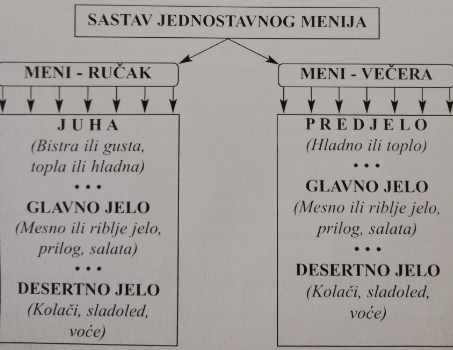 SASTAV JEDNOSTAVNOG MENIJA
MENI - RUČAK
J U H A
(Bistra ili gusta,
topla ili hladna)
• • •
GLAVNO JELO
(Mesno ili riblje jelo,
prilog, salata)
• • •
DESERTNO JELO
(Kolači, sladoled,
voće)
MENI - VEČERA
P R E D J E L O
(Hladno ili toplo)
• • •
GLAVNO JELO
(Mesno ili riblje jelo,
prilog, salata)
• • •
DESERTNO JELO
(Kolači, sladoled,
voće)